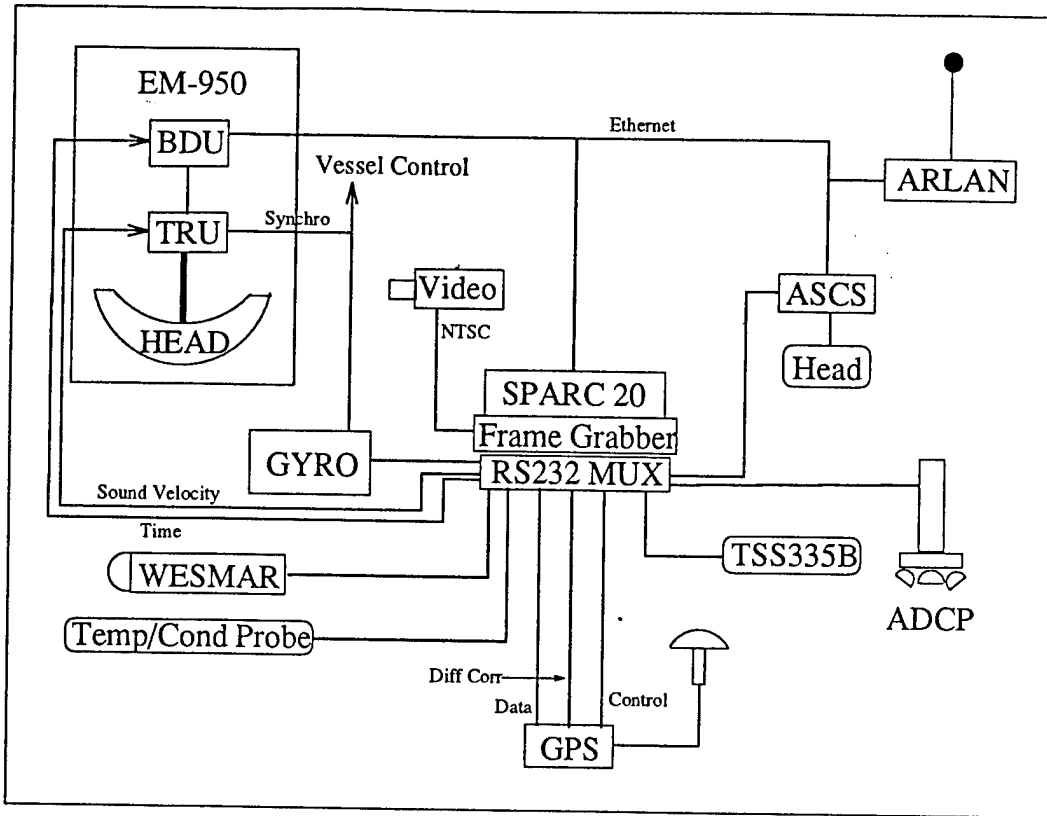 EM-950
BDU
Ethernet
Vessel Control
ARLAN
TRU
Synchro
Video
ASCS
NTSC
HEAD
Head
SPARC 20
Frame Grabber
GYRO
RS232 MUX
Sound Velocity
Time
TSS335B
WESMAR
ADCP
Temp/Cond Probe
Diff Corr
Data
Control
GPS